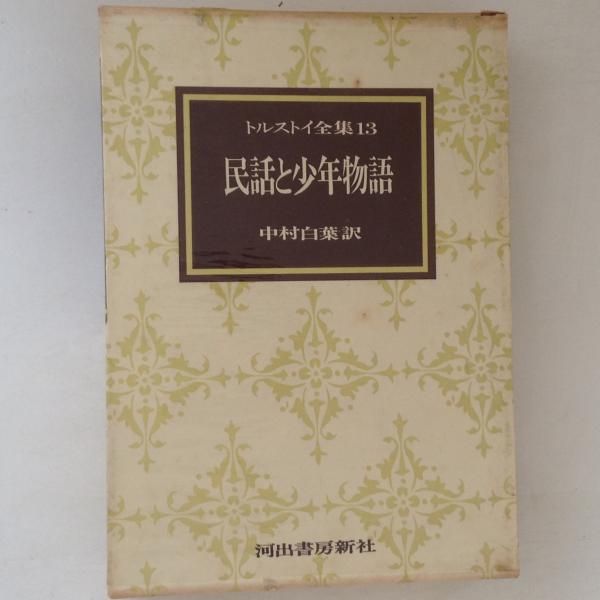 トルストイ全集13
民話と少年物語
中村白葉訳
河出書房新社